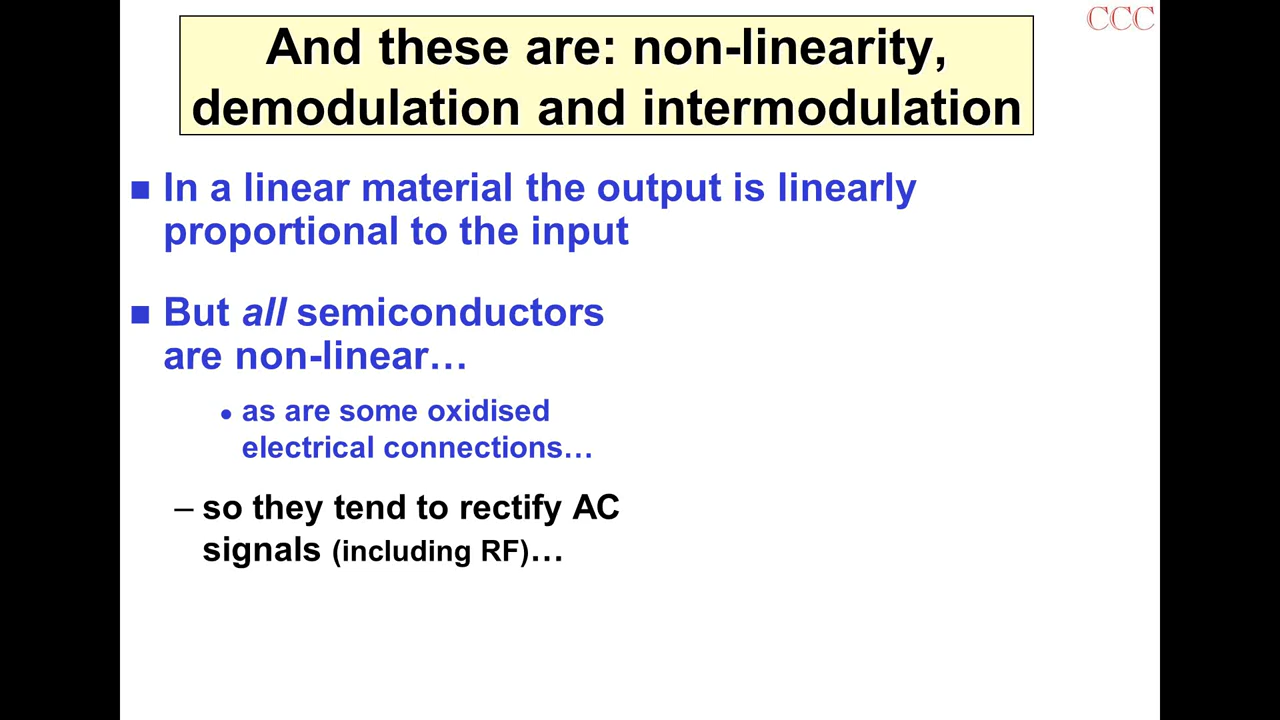 CCC
And these are: non-linearity,
demodulation and intermodulation
■ In a linear material the output is linearly
proportional to the input
■ But all semiconductors
are non-linear…
• as are some oxidised
electrical connections…
– so they tend to rectify AC
signals (including RF)…